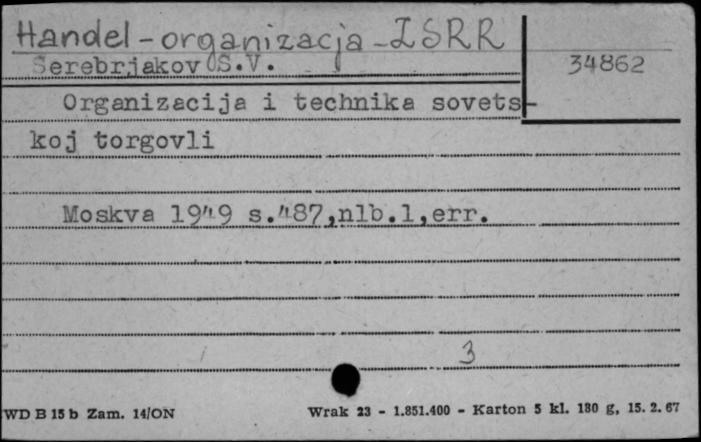 Handel-organizacja-ZSRR
34862
Serebrjakov S.V.
Organizacija i technika sovets-
koj torgovli
Moskva 1949 s.487,nlb.1,err.
3
WD B 15 b Zam. 14/ON
Wrak 23 - 1.851.400 - Karton 5 kl. 180 g, 15. 2. 67